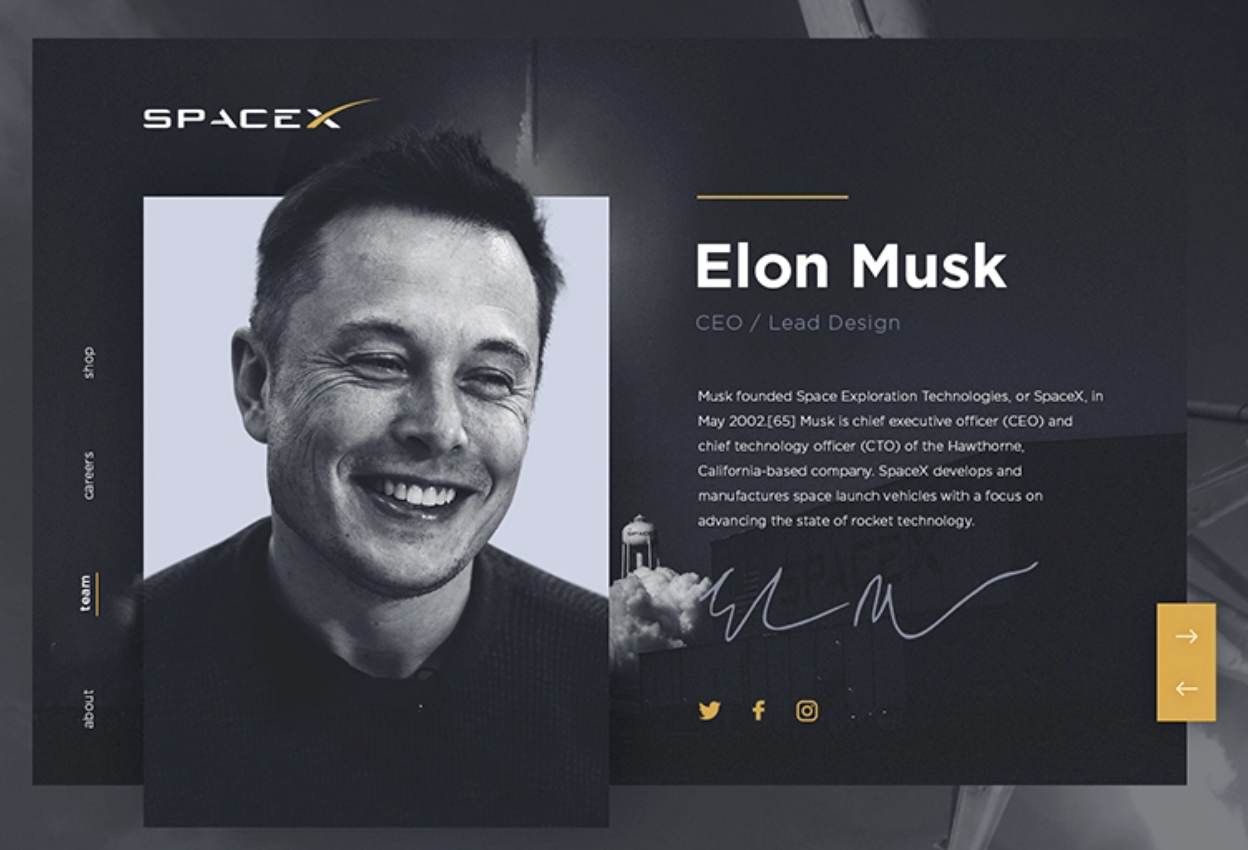 SPACEX
shop
careers
team
about
Elon Musk
CEO / Lead Design
Musk founded Space Exploration Technologies, or SpaceX, in
May 2002.[65] Musk is chief executive officer (CEO) and
chief technology officer (CTO) of the Hawthorne,
California-based company. SpaceX develops and
manufactures space launch vehicles with a focus on
advancing the state of rocket technology.
SPACEX
SPACEX